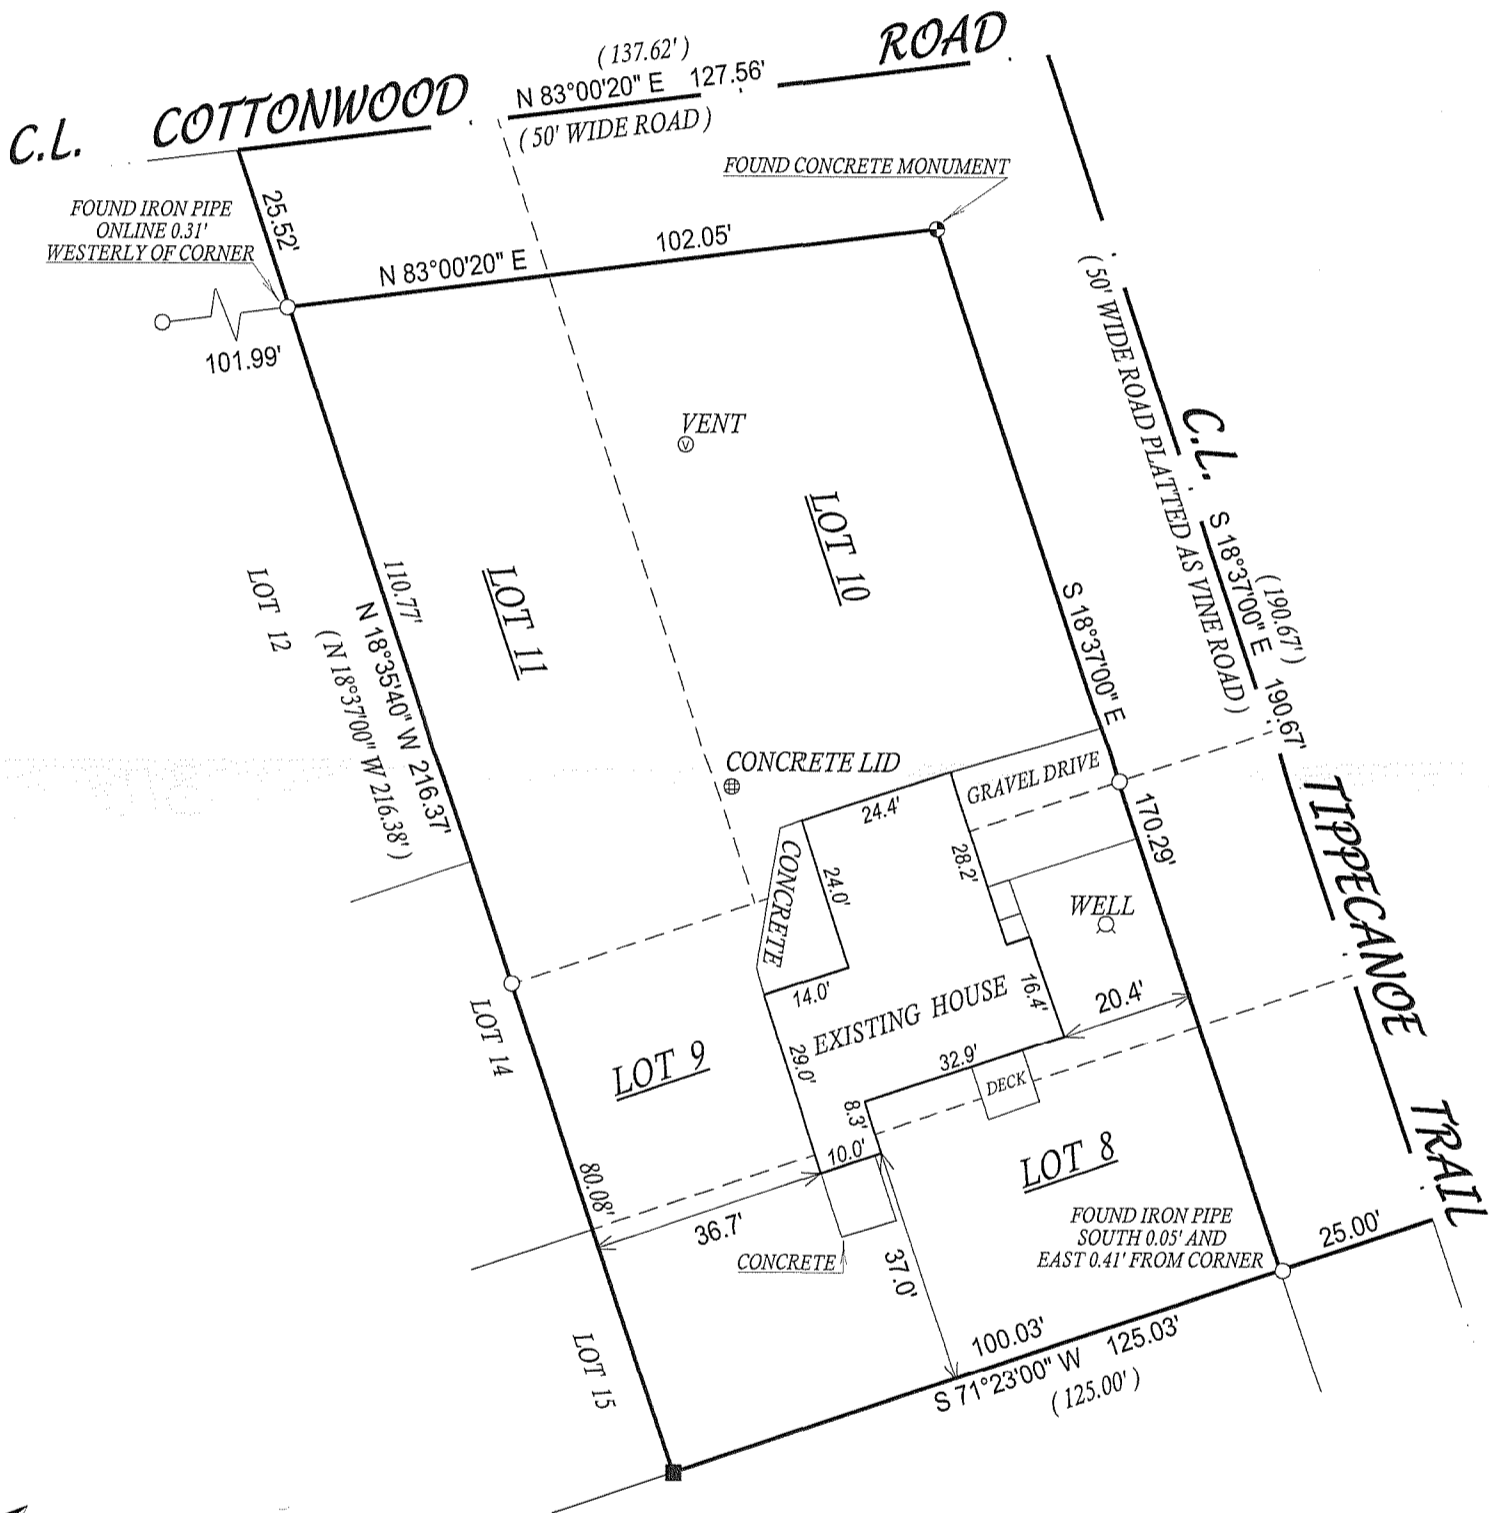 ( 137.62' )
C.L. COTTONWOOD ROAD
N 83°00'20" E 127.56'
( 50' WIDE ROAD )
FOUND CONCRETE MONUMENT
25.52'
FOUND IRON PIPE
ONLINE 0.31'
WESTERLY OF CORNER
N 83°00'20" E 102.05'
101.99'
( 50' WIDE ROAD PLATTED AS VINE ROAD )
C.L. TIPPECANOE TRAIL
S 18°37'00" E 190.67'
( 190.67' )
VENT
V
LOT 10
LOT 11
LOT 12
110.77'
N 18°35'40" W 216.37'
( N 18°37'00" W 216.38' )
S 18°37'00" E 170.29'
CONCRETE LID
GRAVEL DRIVE
24.4'
28.2'
CONCRETE
24.0'
WELL
14.0'
16.4'
20.4'
EXISTING HOUSE
LOT 14
LOT 9
29.0'
32.9'
DECK
8.3'
10.0'
LOT 8
80.08'
36.7'
CONCRETE
37.0'
FOUND IRON PIPE
SOUTH 0.05' AND
EAST 0.41' FROM CORNER
25.00'
LOT 15
100.03'
S 71°23'00" W 125.03'
( 125.00' )